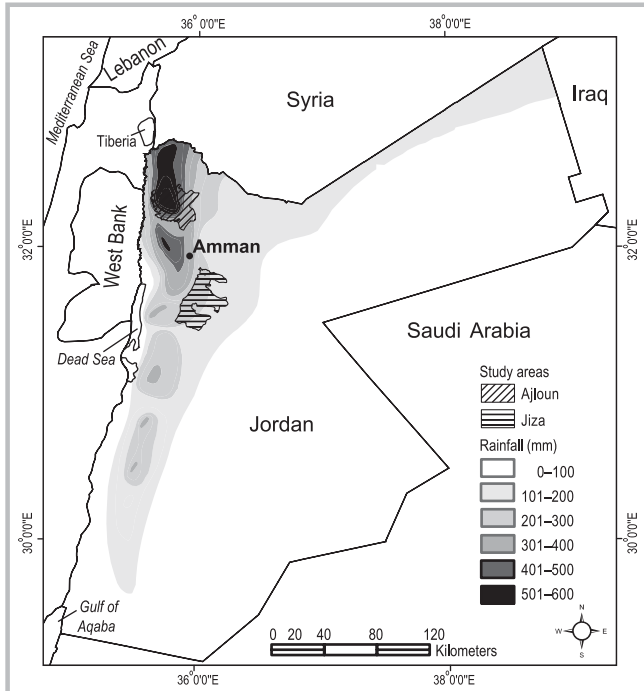 36°0'0"E
38°0'0"E
Mediterranean Sea
Lebanon
Syria
Iraq
Tiberia
32°0'0"E
32°0'0"E
West Bank
Amman
Dead Sea
Saudi Arabia
Jordan
Study areas
Ajloun
Jiza
Rainfall (mm)
0–100
101–200
201–300
301–400
401–500
501–600
30°0'0"E
30°0'0"E
Gulf of
Aqaba
0 20 40 80 120
Kilometers
N
W E
S
36°0'0"E
38°0'0"E